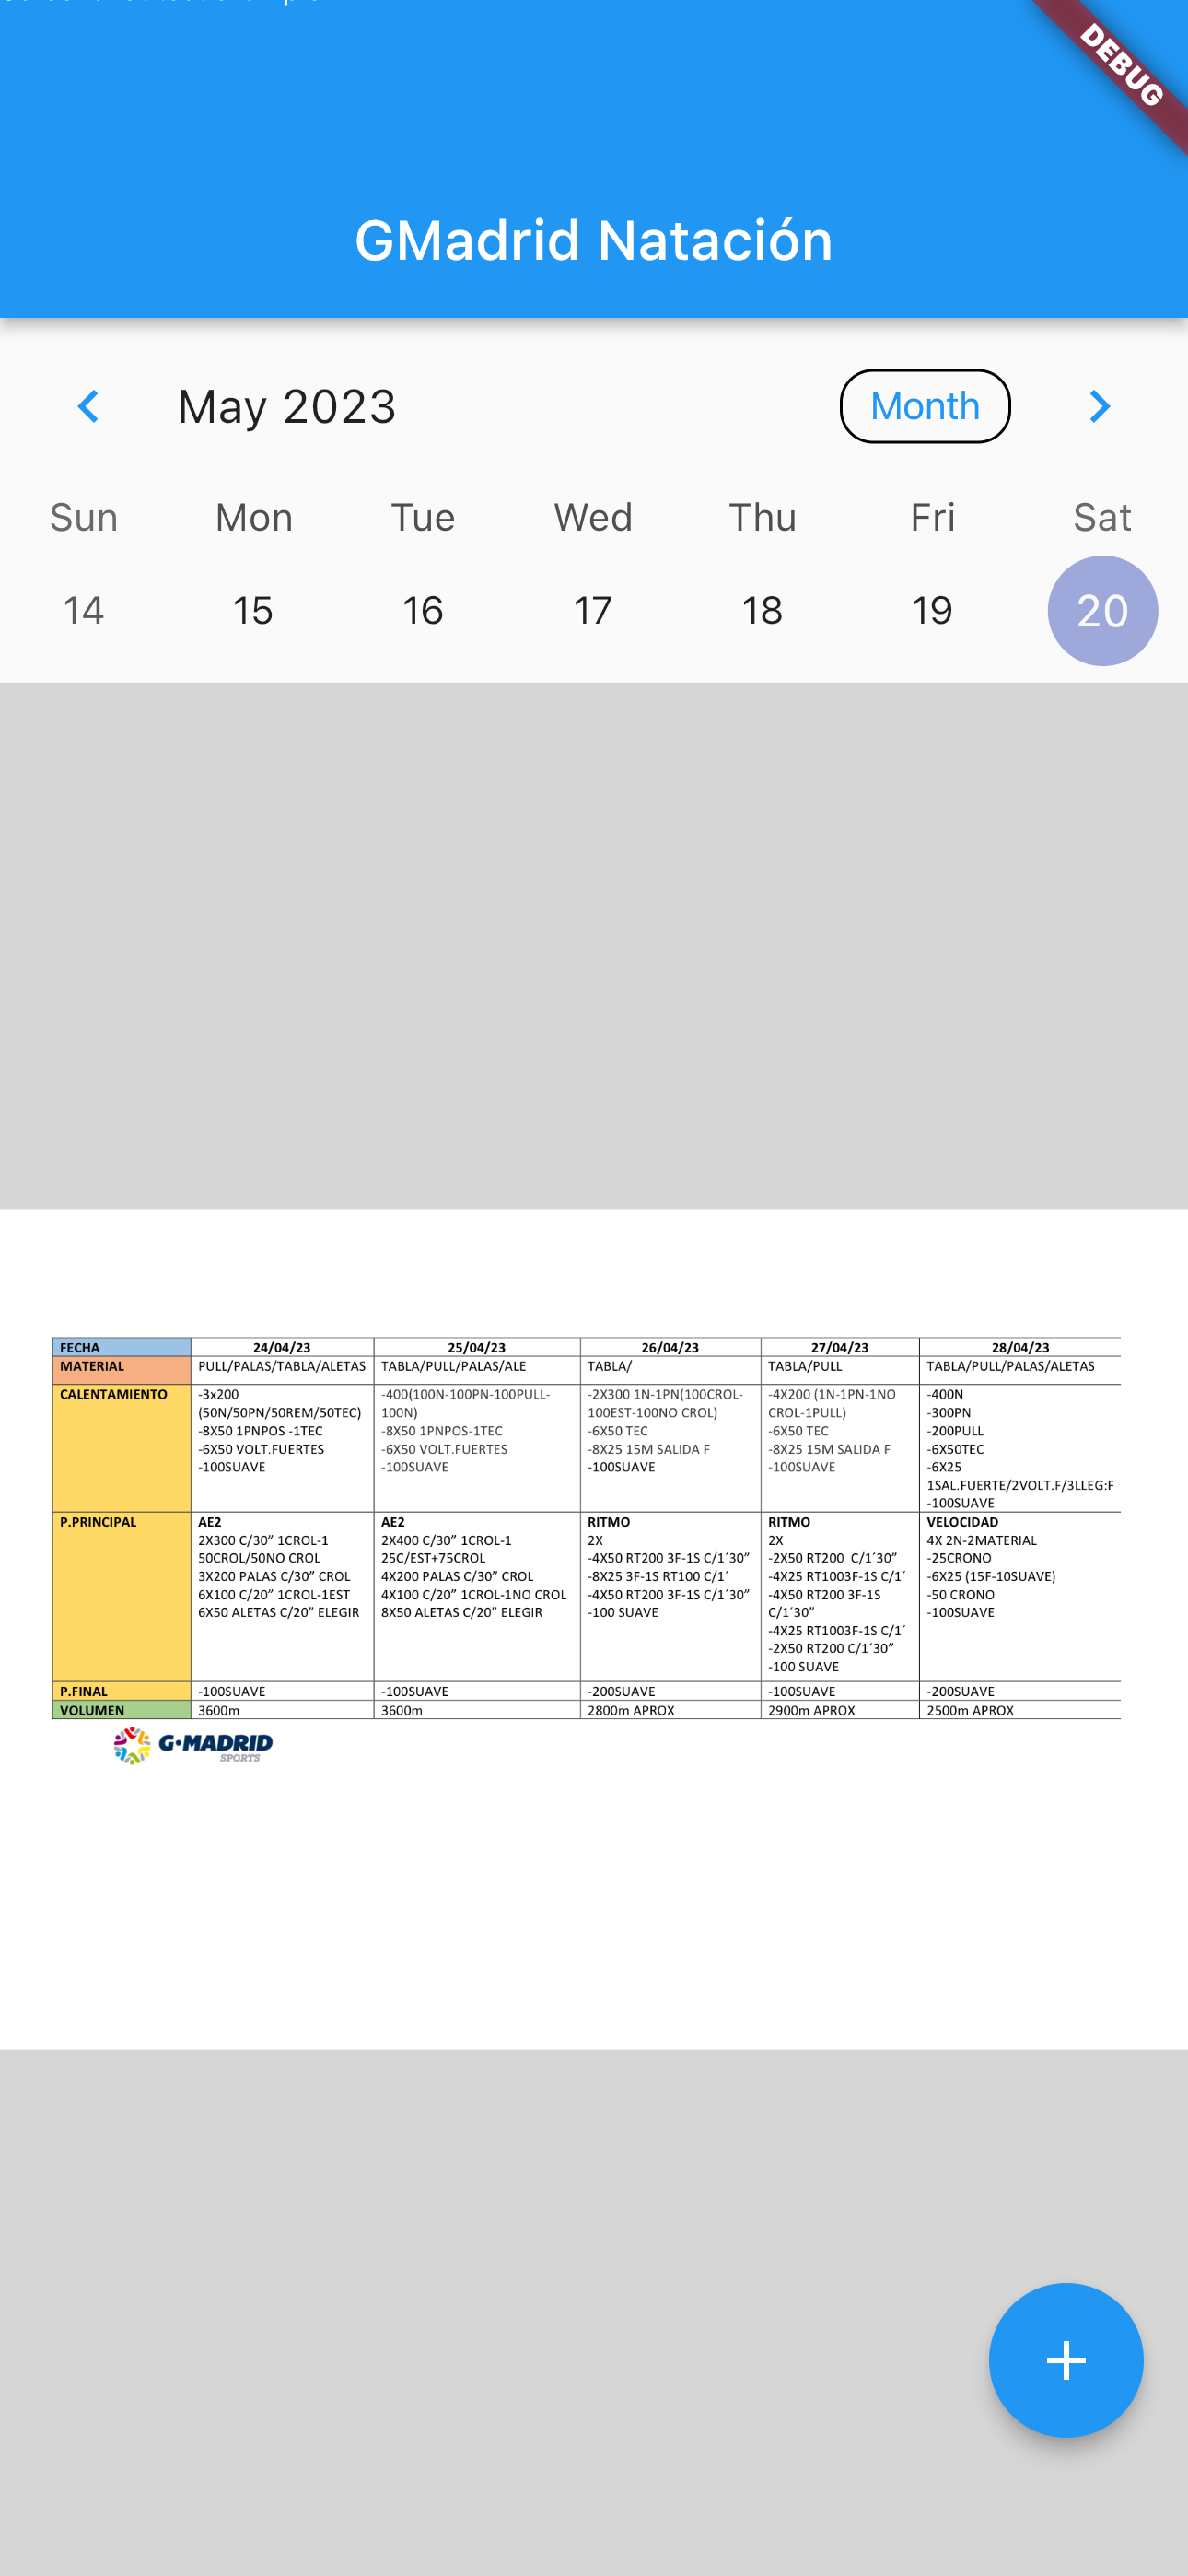 DEBUG
GMadrid Natación
May 2023
Month
Sun Mon Tue Wed Thu Fri Sat
14 15 16 17 18 19 20
FECHA 24/04/23 25/04/23 26/04/23 27/04/23 28/04/23
MATERIAL PULL/PALAS/TABLA/ALETAS TABLA/PULL/PALAS/ALE TABLA/ TABLA/PULL TABLA/PULL/PALAS/ALETAS
CALENTAMIENTO
-3x200
(50N/50PN/50REM/50TEC)
-8X50 1PNPOS -1TEC
-6X50 VOLT.FUERTES
-100SUAVE
-400(100N-100PN-100PULL-
100N)
-8X50 1PNPOS-1TEC
-6X50 VOLT.FUERTES
-100SUAVE
-2X300 1N-1PN(100CROL-
100EST-100NO CROL)
-6X50 TEC
-8X25 15M SALIDA F
-100SUAVE
-4X200 (1N-1PN-1NO
CROL-1PULL)
-6X50 TEC
-8X25 15M SALIDA F
-100SUAVE
-400N
-300PN
-200PULL
-6X50TEC
-6X25
1SAL.FUERTE/2VOLT.F/3LLEG:F
-100SUAVE
P.PRINCIPAL
AE2
2X300 C/30” 1CROL-1
50CROL/50NO CROL
3X200 PALAS C/30” CROL
6X100 C/20” 1CROL-1EST
6X50 ALETAS C/20” ELEGIR
AE2
2X400 C/30” 1CROL-1
25C/EST+75CROL
4X200 PALAS C/30” CROL
4X100 C/20” 1CROL-1NO CROL
8X50 ALETAS C/20” ELEGIR
RITMO
2X
-4X50 RT200 3F-1S C/1´30”
-8X25 3F-1S RT100 C/1´
-4X50 RT200 3F-1S C/1´30”
-100 SUAVE
RITMO
2X
-2X50 RT200 C/1´30”
-4X25 RT1003F-1S C/1´
-4X50 RT200 3F-1S
C/1´30”
-4X25 RT1003F-1S C/1´
-2X50 RT200 C/1´30”
-100 SUAVE
VELOCIDAD
4X 2N-2MATERIAL
-25CRONO
-6X25 (15F-10SUAVE)
-50 CRONO
-100SUAVE
P.FINAL -100SUAVE -100SUAVE -200SUAVE -100SUAVE -200SUAVE
VOLUMEN 3600m 3600m 2800m APROX 2900m APROX 2500m APROX
G·MADRID
SPORTS